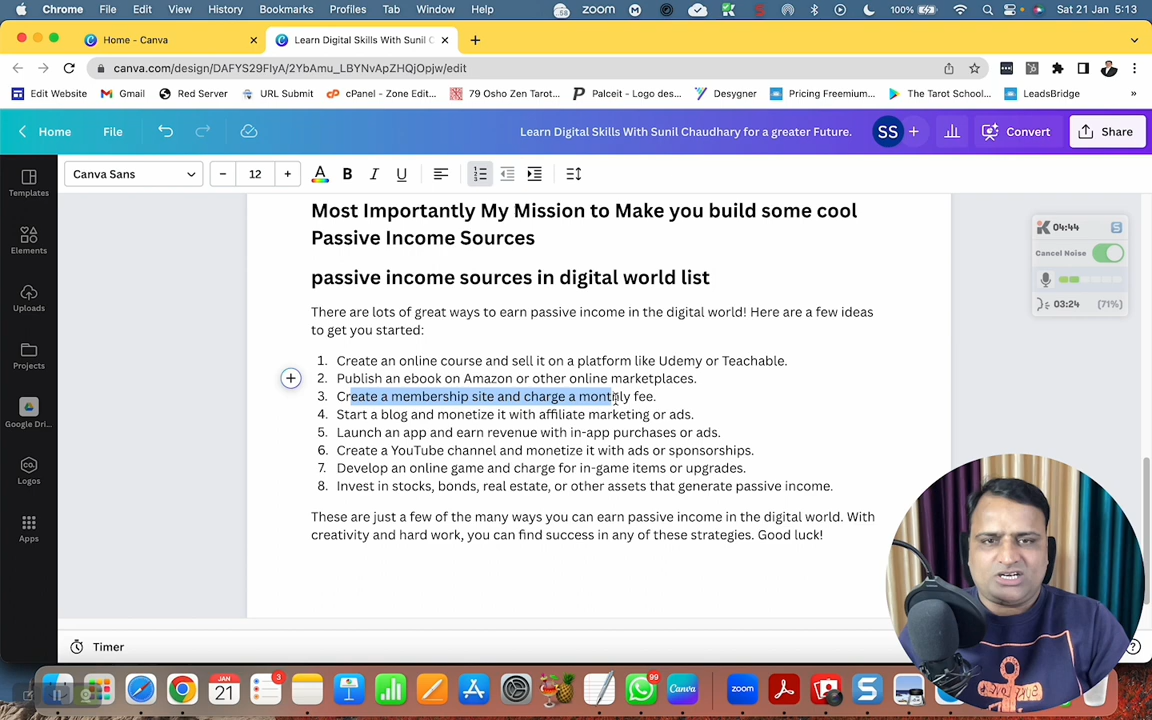 Chrome File Edit View History Bookmarks Profiles Tab Window Help zoom 100% Sat 21 Jan 5:13
Home - Canva
Learn Digital Skills With Sunil C
canva.com/design/DAFYS29FIyA/2YbAmu_LBYNvApZHQjOpjw/edit
Edit Website Gmail Red Server URL Submit cPanel - Zone Edit... 79 Osho Zen Tarot... Palceit - Logo des... Desygner Pricing Freemium... The Tarot School... LeadsBridge »
Home File Learn Digital Skills With Sunil Chaudhary for a greater Future. SS + Convert Share
Canva Sans – 12 + A B I U
Templates
Elements
Uploads
Projects
Google Dri...
Logos
Apps
Most Importantly My Mission to Make you build some cool
Passive Income Sources
passive income sources in digital world list
There are lots of great ways to earn passive income in the digital world! Here are a few ideas
to get you started:
1. Create an online course and sell it on a platform like Udemy or Teachable.
2. Publish an ebook on Amazon or other online marketplaces.
3. Create a membership site and charge a monthly fee.
4. Start a blog and monetize it with affiliate marketing or ads.
5. Launch an app and earn revenue with in-app purchases or ads.
6. Create a YouTube channel and monetize it with ads or sponsorships.
7. Develop an online game and charge for in-game items or upgrades.
8. Invest in stocks, bonds, real estate, or other assets that generate passive income.
These are just a few of the many ways you can earn passive income in the digital world. With
creativity and hard work, you can find success in any of these strategies. Good luck!
04:44
Cancel Noise
03:24 (71%)
Timer
JAN
21
3
99
Canva
zoom